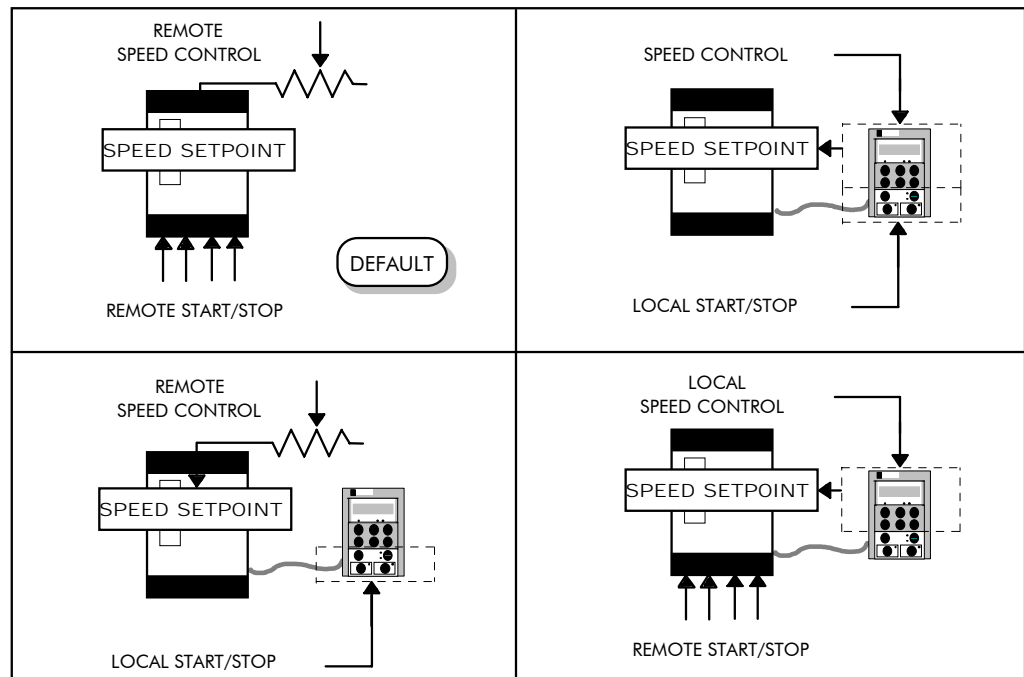 REMOTE
SPEED CONTROL
SPEED SETPOINT
DEFAULT
REMOTE START/STOP
SPEED CONTROL
SPEED SETPOINT
LOCAL START/STOP
REMOTE
SPEED CONTROL
SPEED SETPOINT
LOCAL START/STOP
LOCAL
SPEED CONTROL
SPEED SETPOINT
REMOTE START/STOP